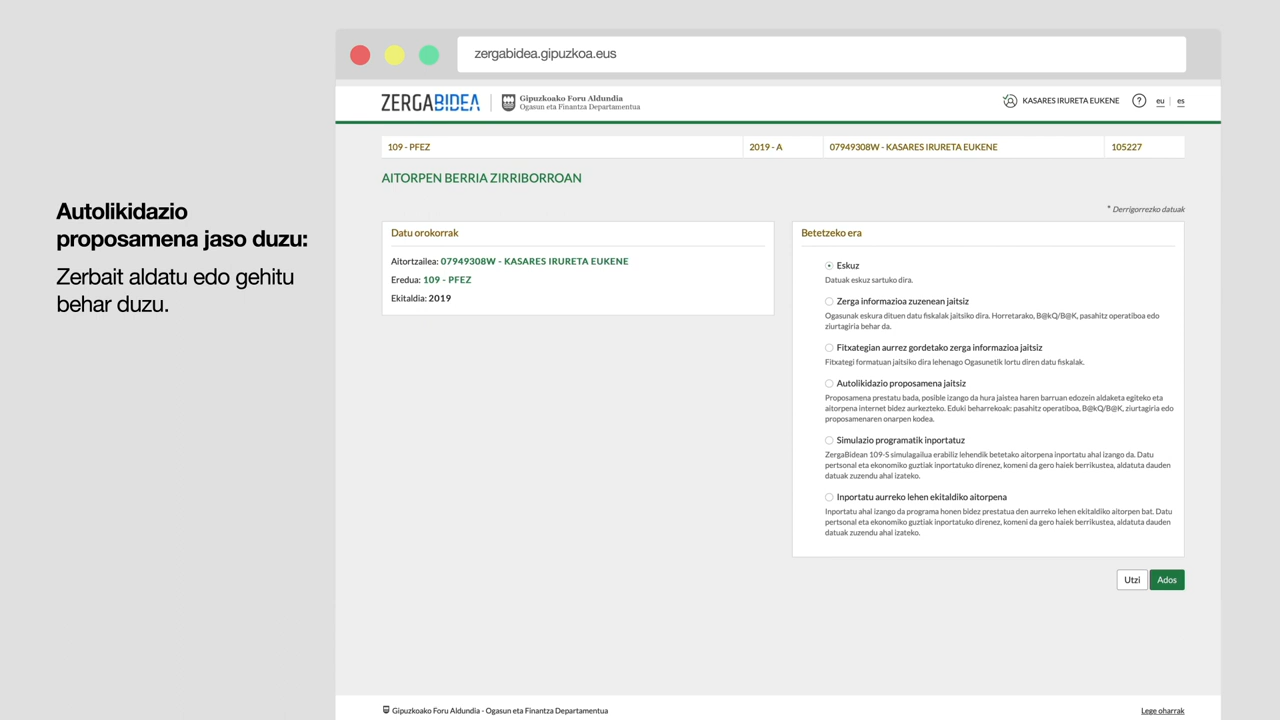 zergabidea.gipuzkoa.eus
ZERGABIDEA
Gipuzkoako Foru Aldundia
Ogasun eta Finantza Departamentua
KASARES IRURETA EUKENE
?
eu | es
109 - PFEZ
2019 - A
07949308W - KASARES IRURETA EUKENE
105227
AITORPEN BERRIA ZIRRIBORROAN
* Derrigorrezko datuak
Autolikidazio
proposamena jaso duzu:
Zerbait aldatu edo gehitu
behar duzu.
Datu orokorrak
Aitortzailea: 07949308W - KASARES IRURETA EUKENE
Eredua: 109 - PFEZ
Ekitaldia: 2019
Betetzeko era
Eskuz
Datuak eskuz sartuko dira.
Zerga informazioa zuzenean jaitsiz
Ogasunak eskura dituen datu fiskalak jaitsiko dira. Horretarako, B@kQ/B@K, pasahitz operatiboa edo
ziurtagiria behar da.
Fitxategian aurrez gordetako zerga informazioa jaitsiz
Fitxategi formatuan jaitsiko dira lehenago Ogasunetik lortu diren datu fiskalak.
Autolikidazio proposamena jaitsiz
Proposamena prestatu bada, posible izango da hura jaistea haren barruan edozein aldaketa egiteko eta
aitorpena internet bidez aurkezteko. Eduki beharrekoak: pasahitz operatiboa, B@kQ/B@K, ziurtagiria edo
proposamenaren onarpen kodea.
Simulazio programatik inportatuz
ZergaBidean 109-S simulagailua erabiliz lehendik betetako aitorpena inportatu ahal izango da. Datu
pertsonal eta ekonomiko guztiak inportatuko direnez, komeni da gero haiek berrikustea, aldatuta dauden
datuak zuzendu ahal izateko.
Inportatu aurreko lehen ekitaldiko aitorpena
Inportatu ahal izango da programa honen bidez prestatua den aurreko lehen ekitaldiko aitorpen bat. Datu
pertsonal eta ekonomiko guztiak inportatuko direnez, komeni da gero haiek berrikustea, aldatuta dauden
datuak zuzendu ahal izateko.
Utzi
Ados
Gipuzkoako Foru Aldundia - Ogasun eta Finantza Departamentua
Lege oharrak